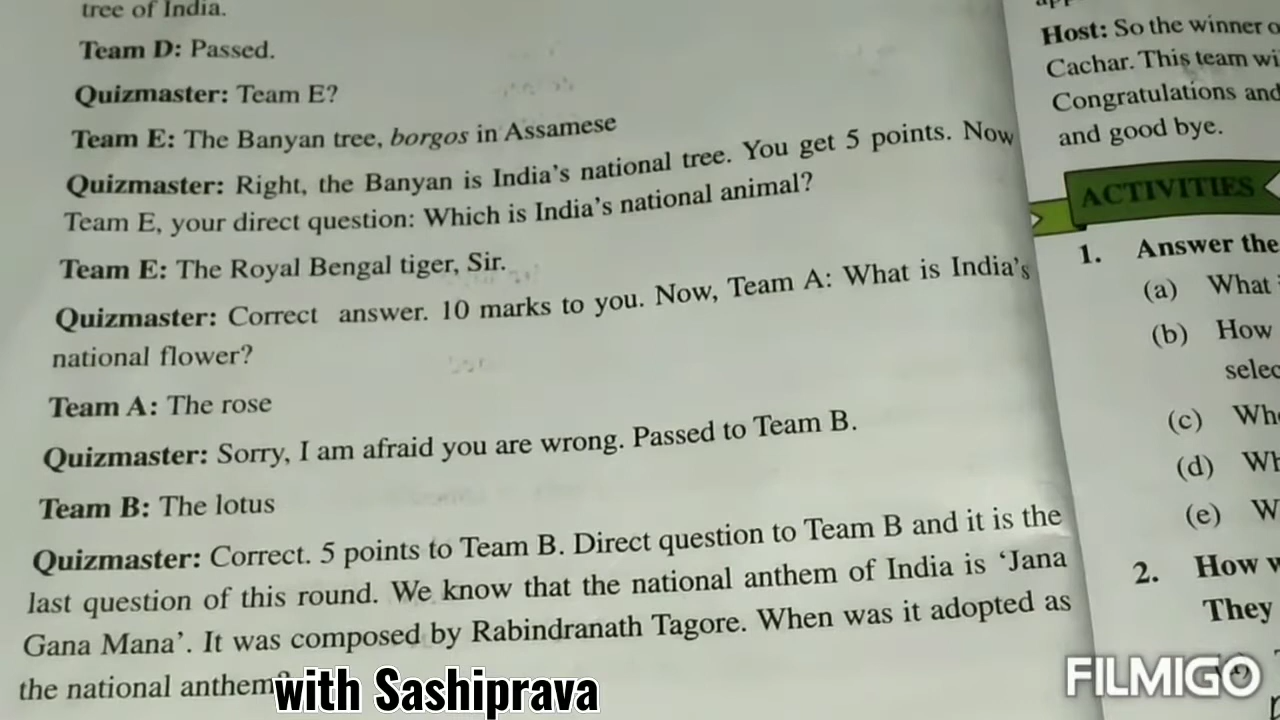 tree of India.
Team D: Passed.
Quizmaster: Team E?
Team E: The Banyan tree, borgos in Assamese
Quizmaster: Right, the Banyan is India's national tree. You get 5 points. Now
Team E, your direct question: Which is India's national animal?
Team E: The Royal Bengal tiger, Sir.
Quizmaster: Correct answer. 10 marks to you. Now, Team A: What is India's
national flower?
Team A: The rose
Quizmaster: Sorry, I am afraid you are wrong. Passed to Team B.
Team B: The lotus
Quizmaster: Correct. 5 points to Team B. Direct question to Team B and it is the
last question of this round. We know that the national anthem of India is 'Jana
Gana Mana'. It was composed by Rabindranath Tagore. When was it adopted as
the national anthem?
with Sashiprava
Host: So the winner
Cachar. This team
Congratulations and
and good bye.
ACTIVITIES
1. Answer the
(a) What
(b) How
(c)
(d)
(e)
2. How
They
FILMIGO